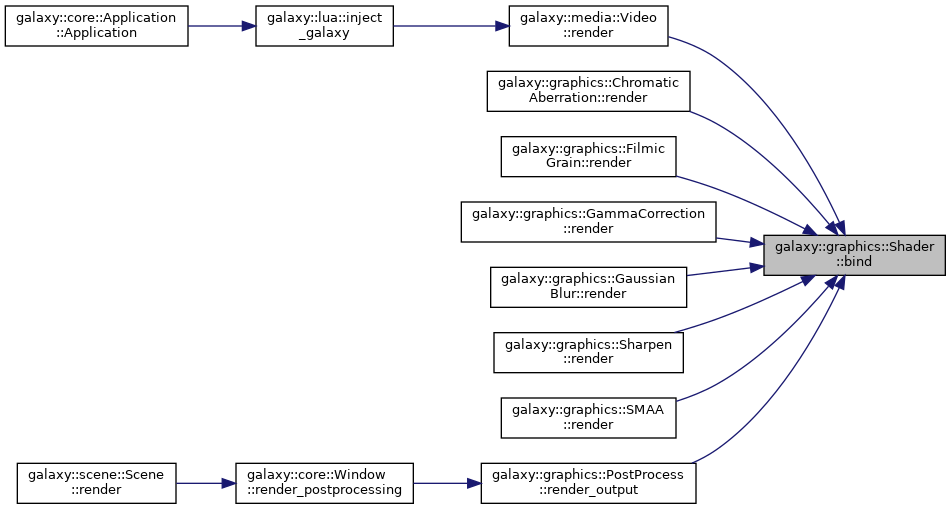 galaxy::core::Application
::Application
galaxy::lua::inject
_galaxy
galaxy::media::Video
::render
galaxy::graphics::Chromatic
Aberration::render
galaxy::graphics::Filmic
Grain::render
galaxy::graphics::GammaCorrection
::render
galaxy::graphics::Shader
::bind
galaxy::graphics::Gaussian
Blur::render
galaxy::graphics::Sharpen
::render
galaxy::graphics::SMAA
::render
galaxy::scene::Scene
::render
galaxy::core::Window
::render_postprocessing
galaxy::graphics::PostProcess
::render_output